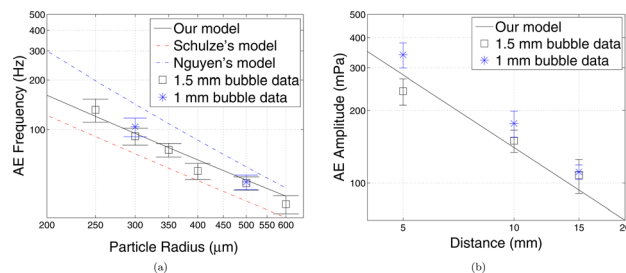 500
300
200
100
30
200
250
300
350
400
450
500
550
600
AE Frequency (Hz)
Particle Radius (μm)
Our model
Schulze's model
Nguyen's model
1.5 mm bubble data
1 mm bubble data
(a)
500
400
300
200
100
5
10
15
20
AE Amplitude (mPa)
Distance (mm)
Our model
1.5 mm bubble data
1 mm bubble data
(b)